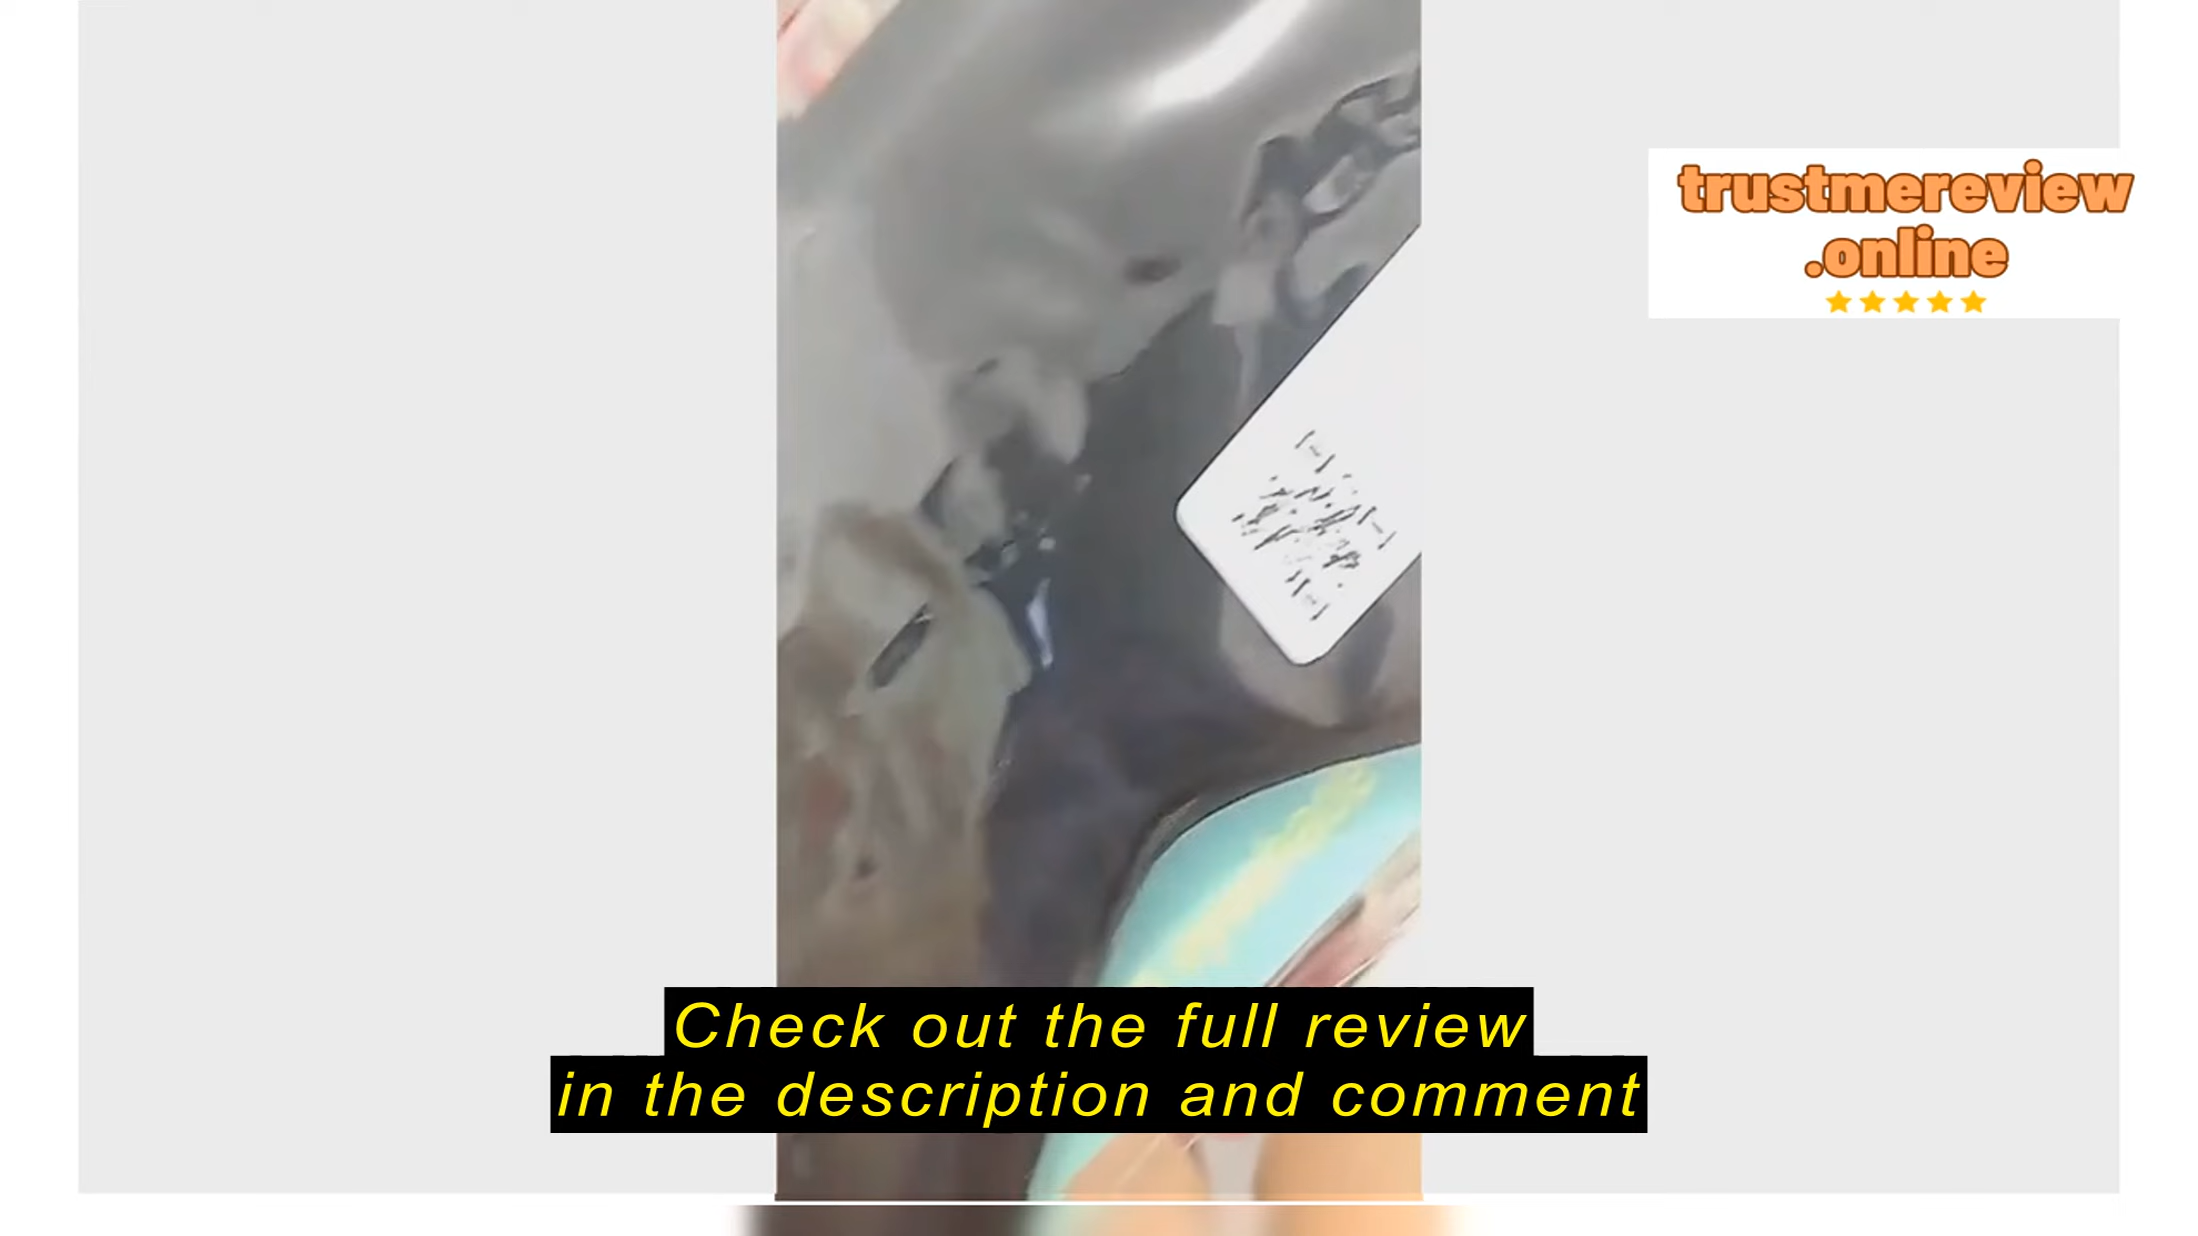 trustmereview
.online
Check out the full review
in the description and comment